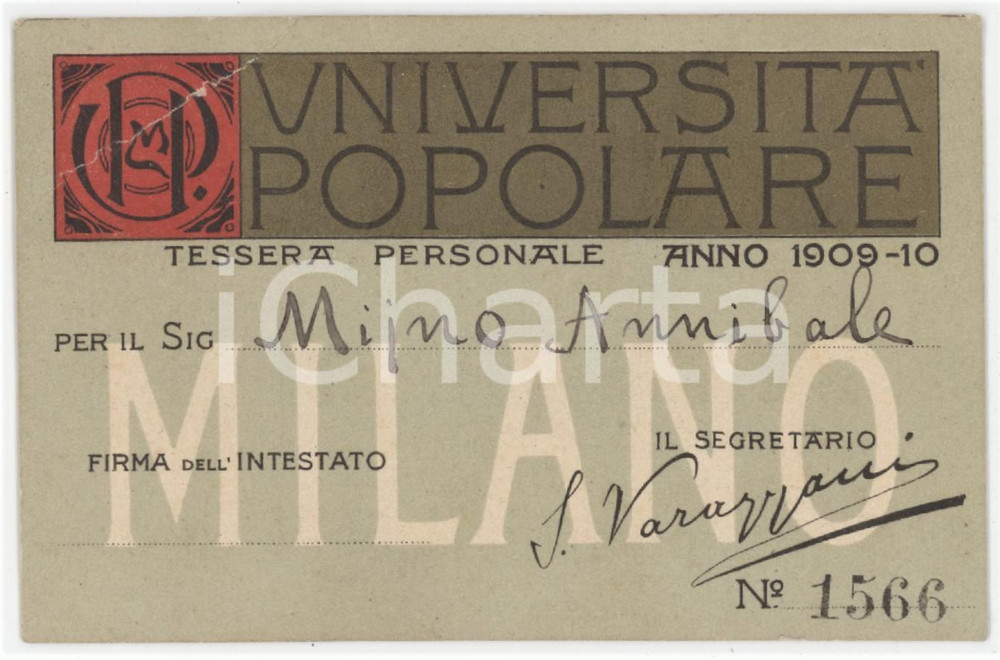 VNIVERSITA'
POPOLARE
TESSERA PERSONALE ANNO 1909-10
PER IL SIG Mijno Annibale
MILANO
iCharta
IL SEGRETARIO
FIRMA DELL'INTESTATO
S. Varazzani
Nº 1566